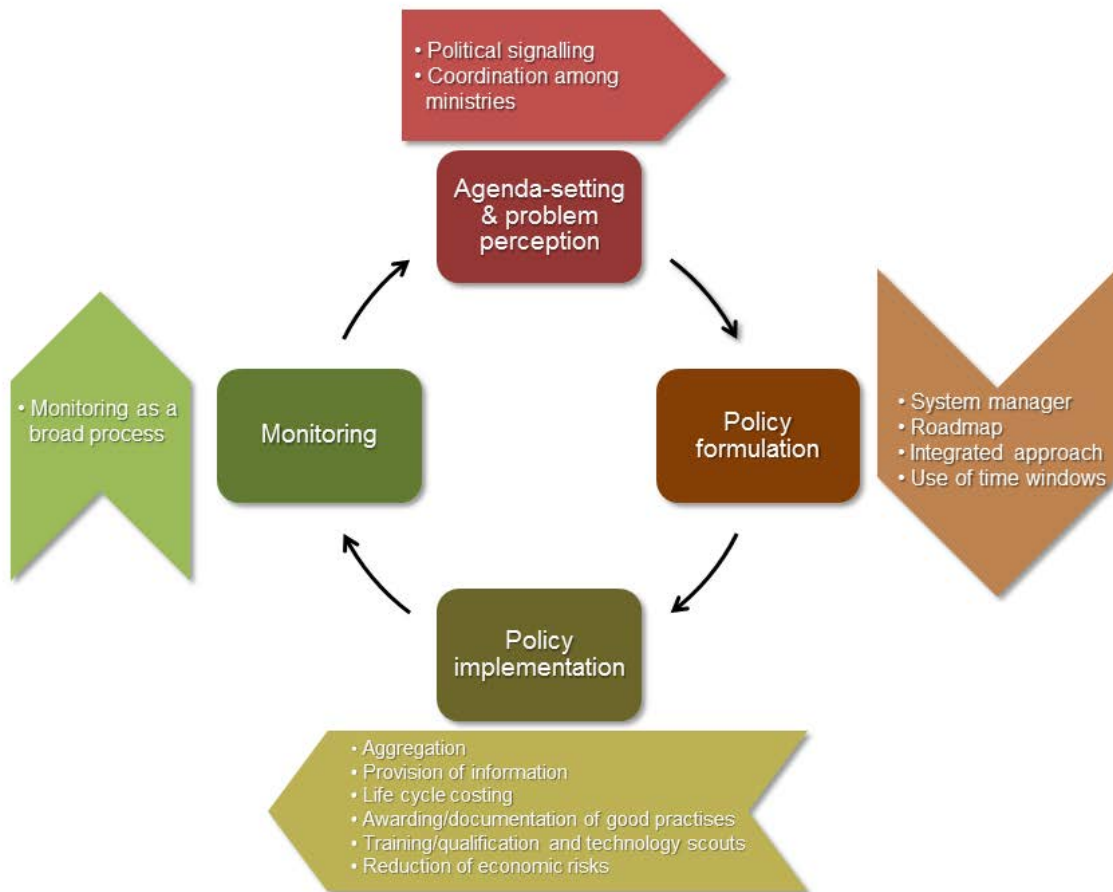 • Political signalling
• Coordination among
ministries
Agenda-setting
& problem
perception
• System manager
• Roadmap
• Integrated approach
• Use of time windows
Policy
formulation
• Monitoring as a
broad process
Monitoring
Policy
implementation
• Aggregation
• Provision of information
• Life cycle costing
• Awarding/documentation of good practises
• Training/qualification and technology scouts
• Reduction of economic risks